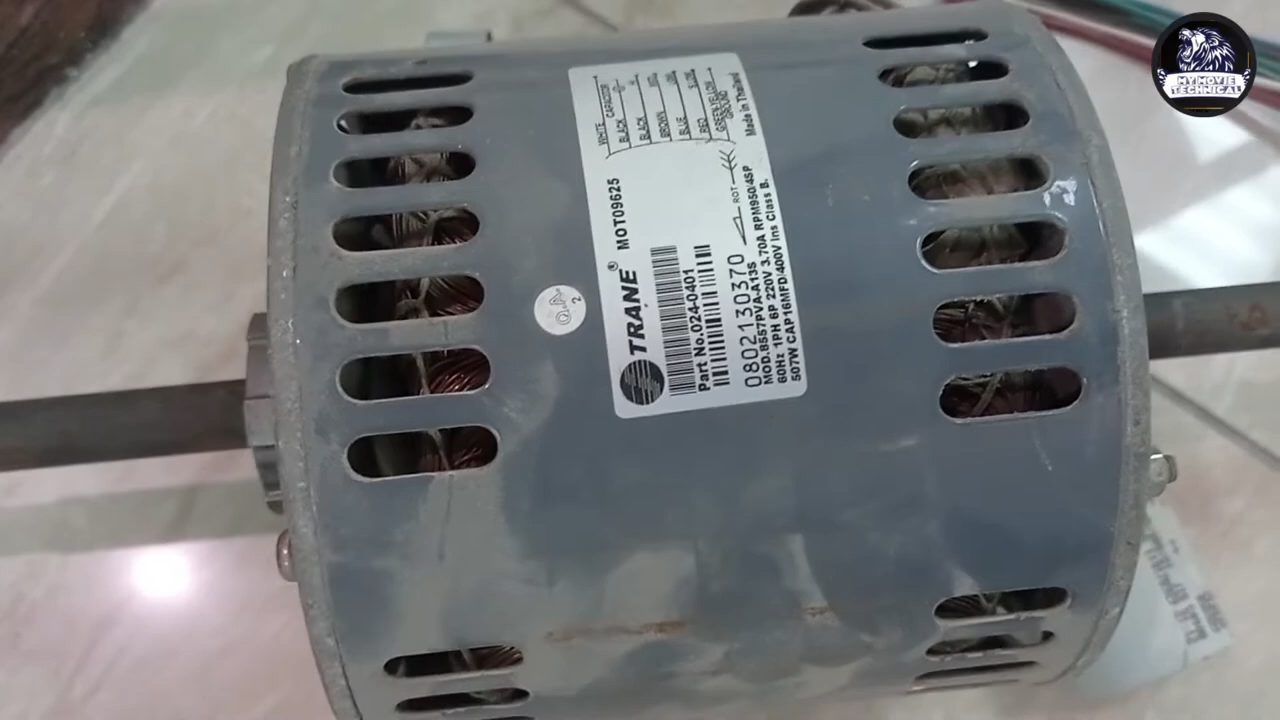 TRANE® MOT09625
Part No.024-0401
0802130370
MOD.8557PVA-A13S
60Hz 1PH 6P 220V 3.70A RPM950/4SP
507W CAP16MFD/400V Ins Class B.
ROT
WHITE CAPACITOR
BLACK
BLACK H
BROWN
BLUE
RED
GREEN/YELLOW
GROUND
Made in Thailand
Q.A.
2
MY MOVIE
TECHNICAL